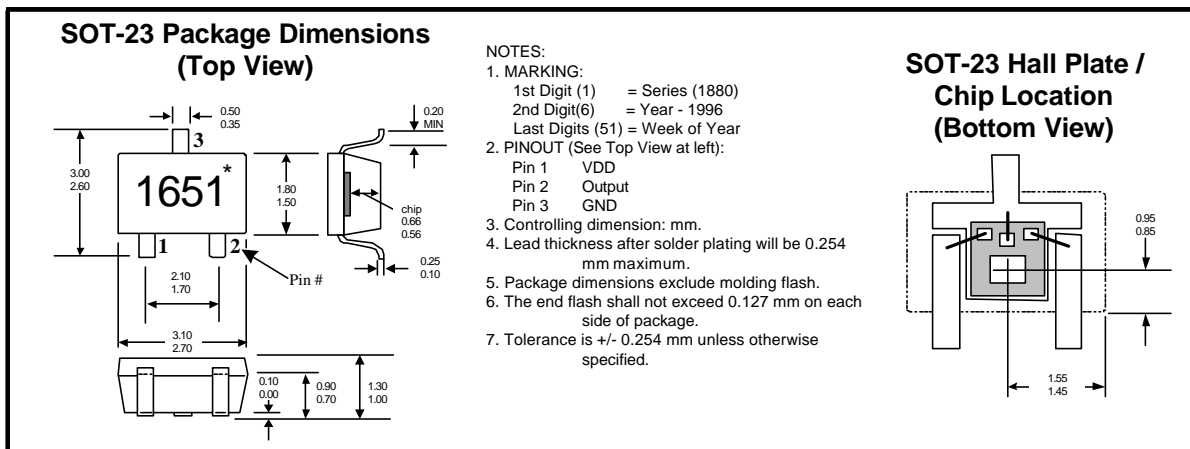 SOT-23 Package Dimensions
(Top View)
0.50
0.35
3
3.00
2.60
1651*
1.80
1.50
1
2
Pin #
2.10
1.70
3.10
2.70
0.20
MIN
chip
0.66
0.56
0.25
0.10
0.10
0.00
0.90
0.70
1.30
1.00
NOTES:
1. MARKING:
1st Digit (1) = Series (1880)
2nd Digit(6) = Year - 1996
Last Digits (51) = Week of Year
2. PINOUT (See Top View at left):
Pin 1 VDD
Pin 2 Output
Pin 3 GND
3. Controlling dimension: mm.
4. Lead thickness after solder plating will be 0.254
mm maximum.
5. Package dimensions exclude molding flash.
6. The end flash shall not exceed 0.127 mm on each
side of package.
7. Tolerance is +/- 0.254 mm unless otherwise
specified.
SOT-23 Hall Plate /
Chip Location
(Bottom View)
0.95
0.85
1.55
1.45